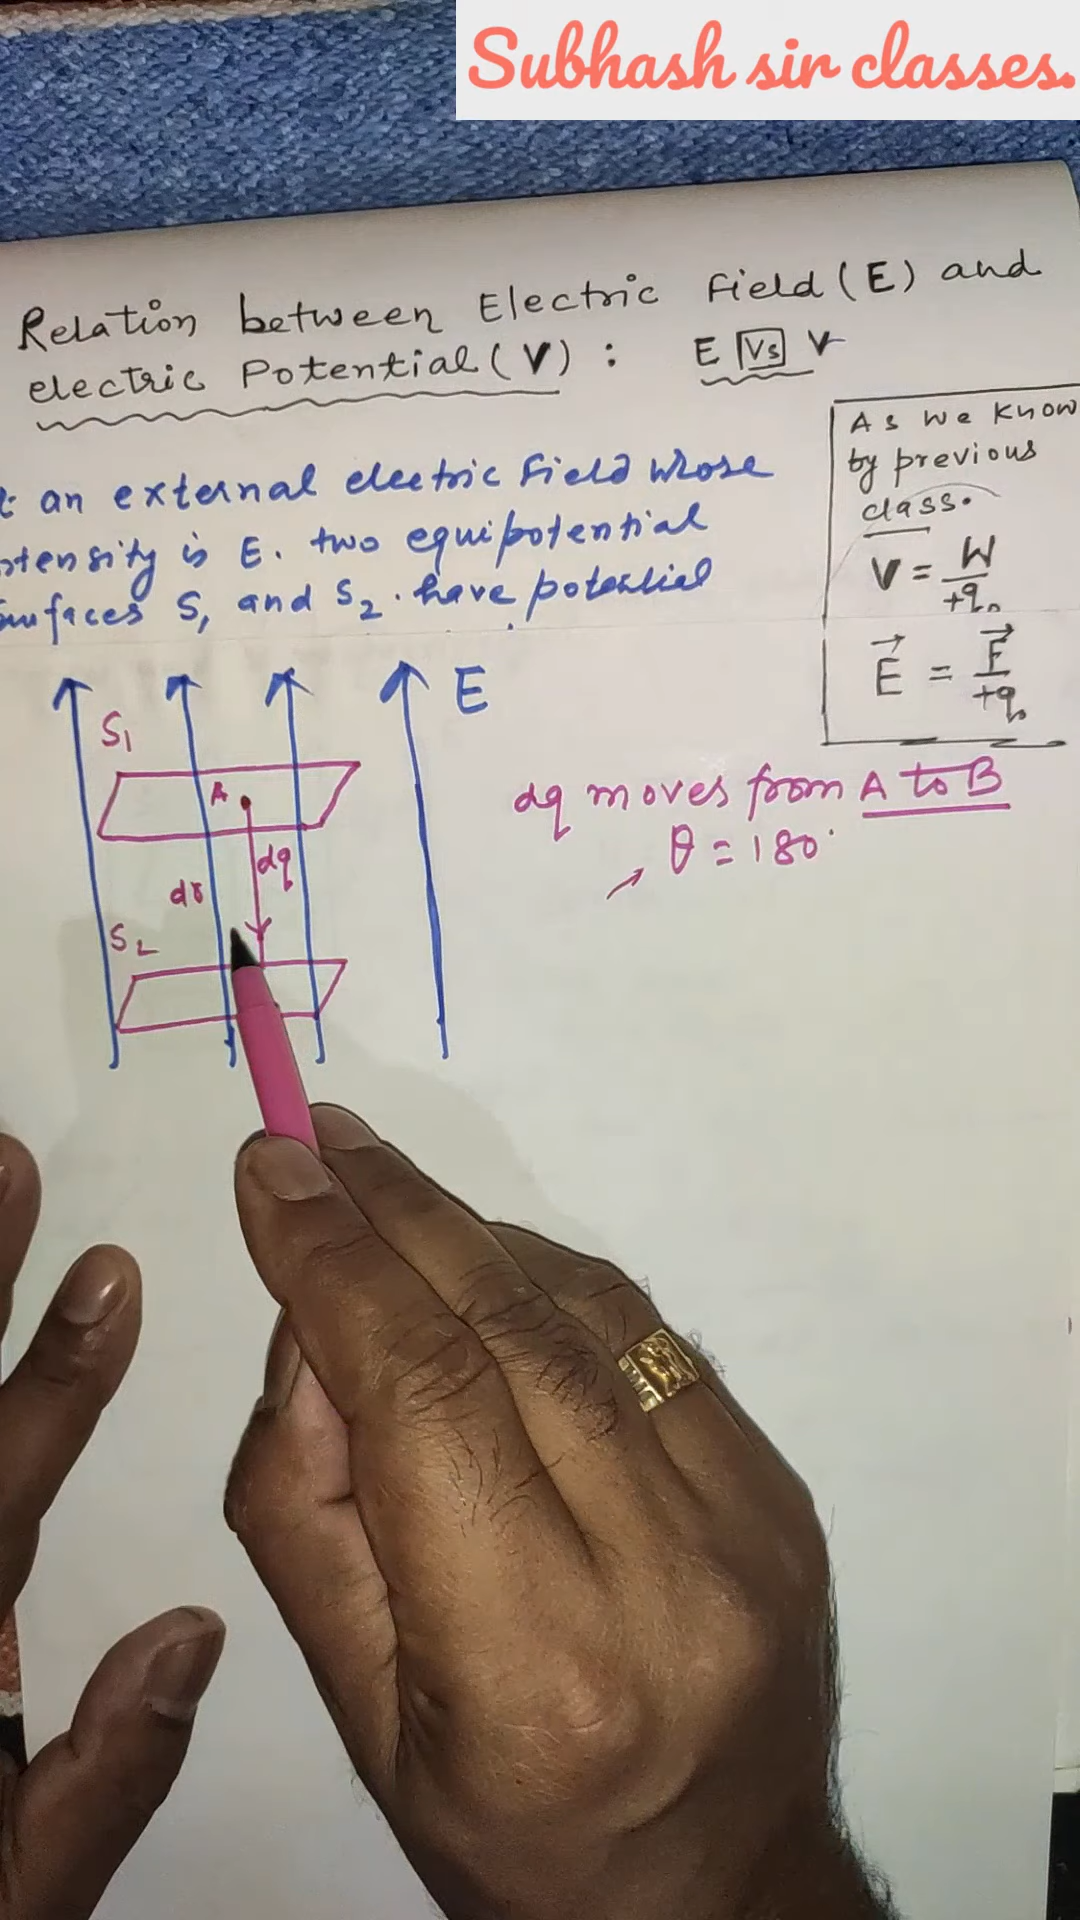 Subhash sir classes.
Relation between Electric Field (E) and
electric Potential (V) : E Vs V
As we know
by previous
class.
V = W / +q₀
E⃗ = F⃗ / +q₀
an external electric field whose
is E. two equipotential
S₁ and S₂. have potential
E
S₁
A
dq
dr
S₂
dq moves from A to B
θ = 180°